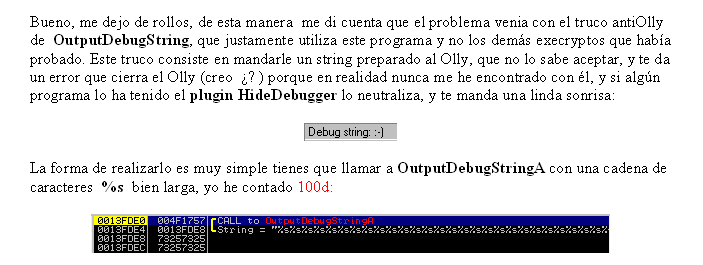 Bueno, me dejo de rollos, de esta manera me di cuenta que el problema venia con el truco antiOlly
de OutputDebugString, que justamente utiliza este programa y no los demás execryptos que había
probado. Este truco consiste en mandarle un string preparado al Olly, que no lo sabe aceptar, y te da
un error que cierra el Olly (creo ¿? ) porque en realidad nunca me he encontrado con él, y si algún
programa lo ha tenido el plugin HideDebugger lo neutraliza, y te manda una linda sonrisa:
Debug string: :-)
La forma de realizarlo es muy simple tienes que llamar a OutputDebugStringA con una cadena de
caracteres %s bien larga, yo he contado 100d:
0013FDE0 004F1757 CALL to OutputDebugStringA
0013FDE4 0013FDE8 String = "%s%s%s%s%s%s%s%s%s%s%s%s%s%s%s%s%s%s%s%s%s%s%s%s%s%s%s
0013FDE8 73257325
0013FDEC 73257325